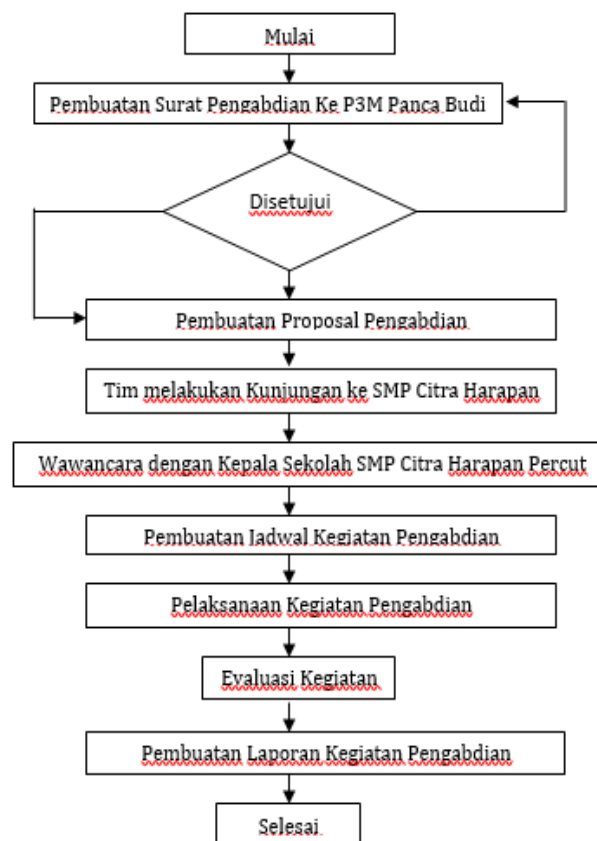 Mulai
Pembuatan Surat Pengabdian Ke P3M Panca Budi
Disetujui
Pembuatan Proposal Pengabdian
Tim melakukan Kunjungan ke SMP Citra Harapan
Wawancara dengan Kepala Sekolah SMP Citra Harapan Percut
Pembuatan Jadwal Kegiatan Pengabdian
Pelaksanaan Kegiatan Pengabdian
Evaluasi Kegiatan
Pembuatan Laporan Kegiatan Pengabdian
Selesai